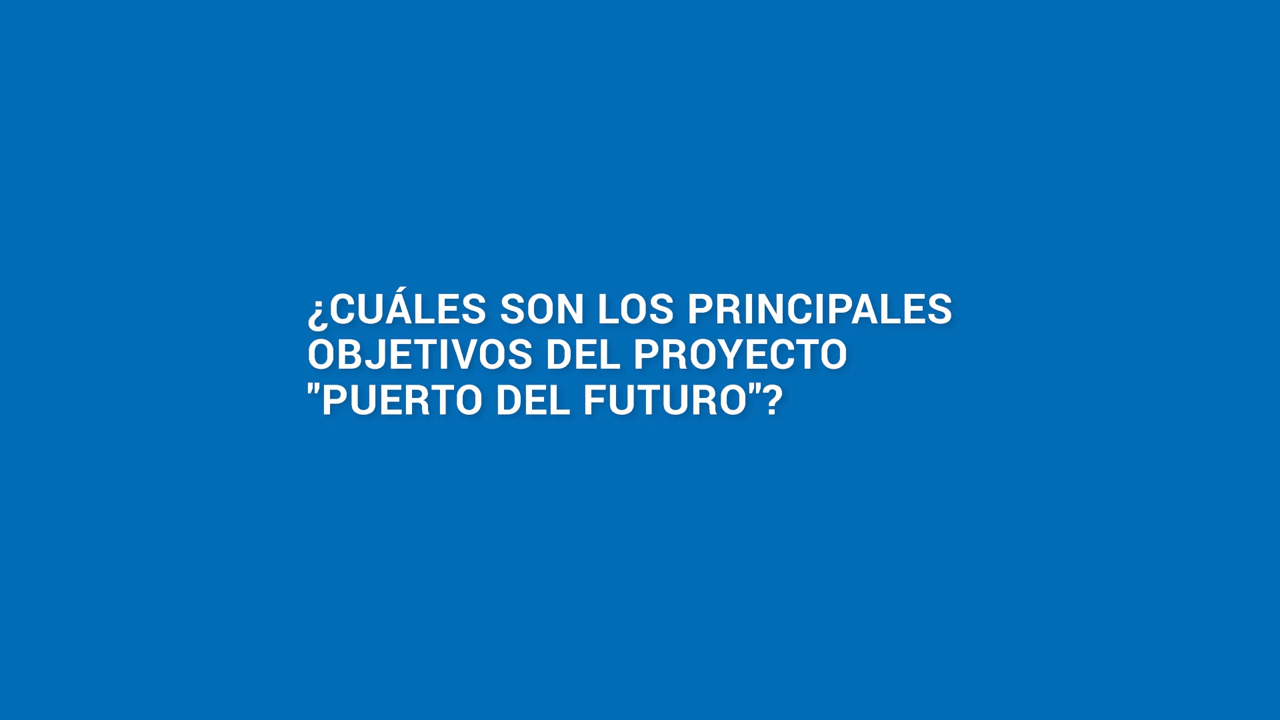 ¿CUÁLES SON LOS PRINCIPALES
OBJETIVOS DEL PROYECTO
"PUERTO DEL FUTURO"?